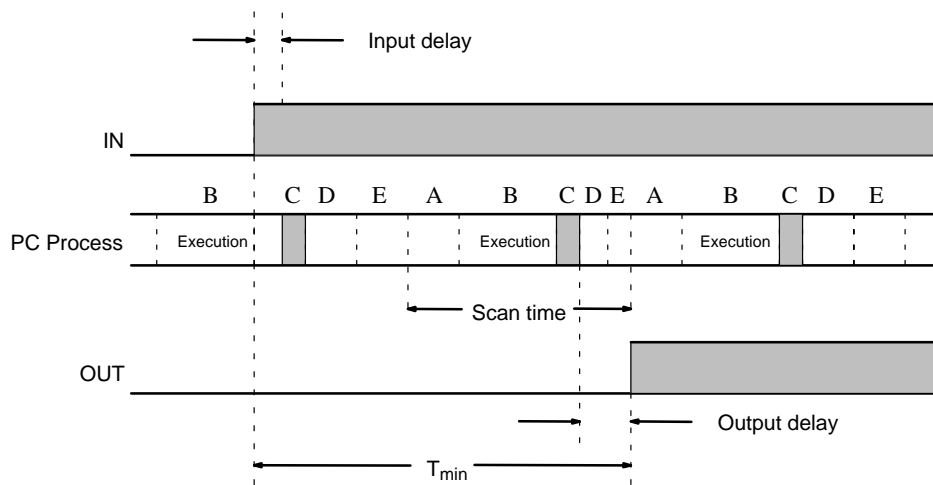 Input delay
IN
B C D E A B C D E A B C D E
PC Process Execution Execution Execution
Scan time
OUT
Output delay
Tmin